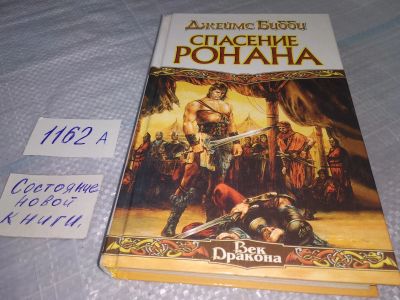 Джеймс Бибби
СПАСЕНИЕ
РОНАНА
Век
Дракона
1162 А
Состояние
новой
книги.